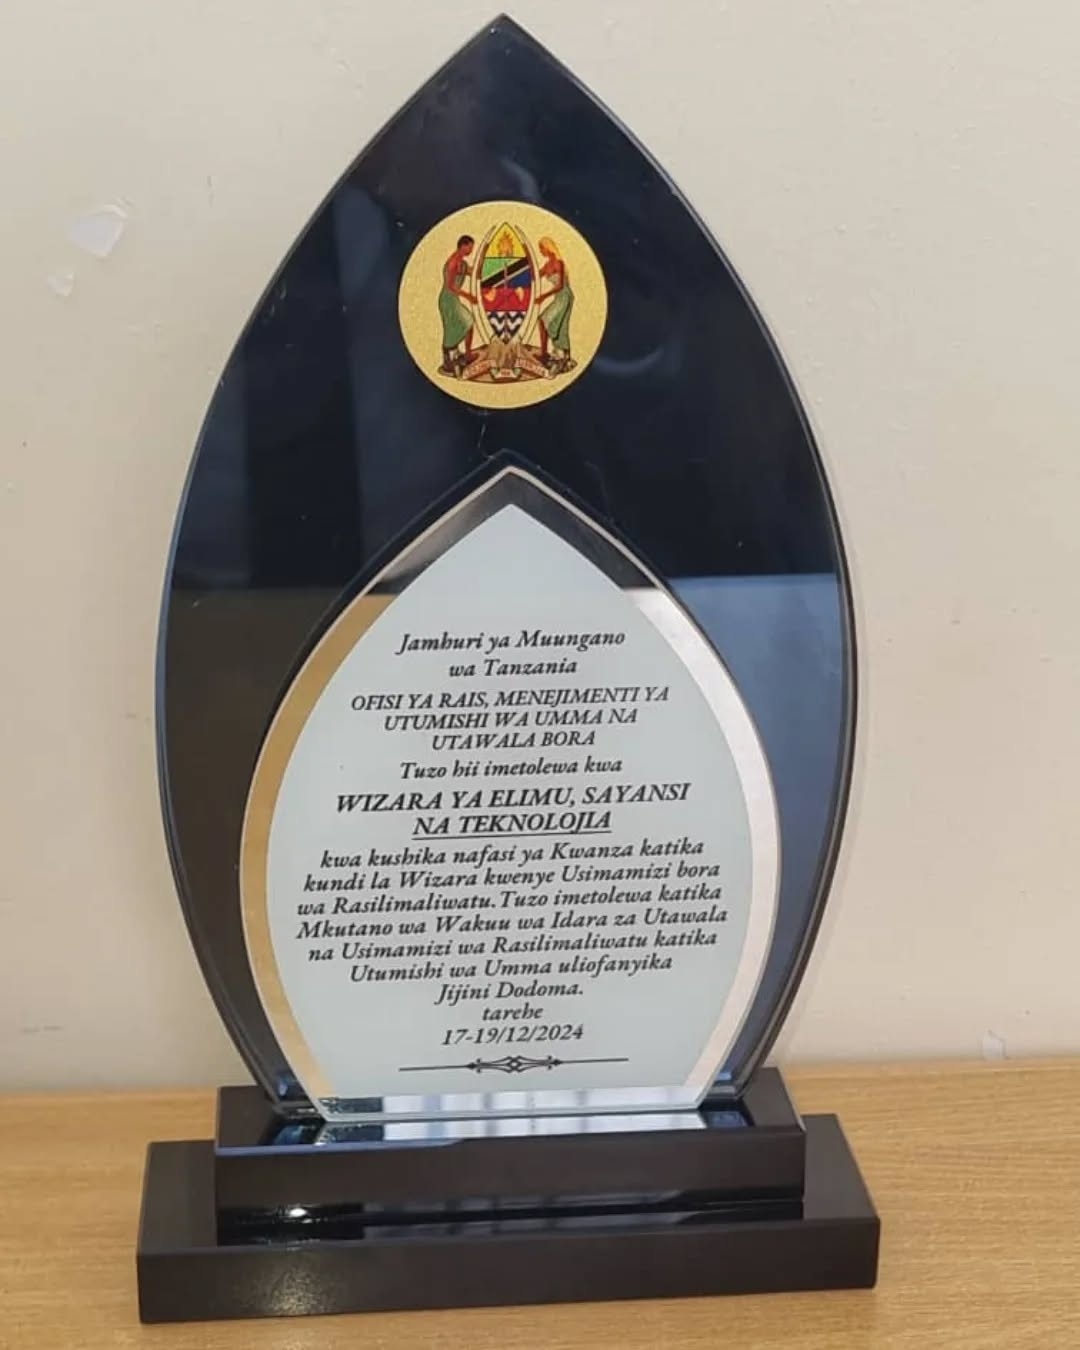 Jamhuri ya Muungano
wa Tanzania
OFISI YA RAIS, MENEJIMENTI YA
UTUMISHI WA UMMA NA
UTAWALA BORA
Tuzo hii imetolewa kwa
WIZARA YA ELIMU, SAYANSI
NA TEKNOLOJIA
kwa kushika nafasi ya Kwanza katika
kundi la Wizara kwenye Usimamizi bora
wa Rasilimaliwatu.Tuzo imetolewa katika
Mkutano wa Wakuu wa Idara za Utawala
na Usimamizi wa Rasilimaliwatu katika
Utumishi wa Umma uliofanyika
Jijini Dodoma.
tarehe
17-19/12/2024